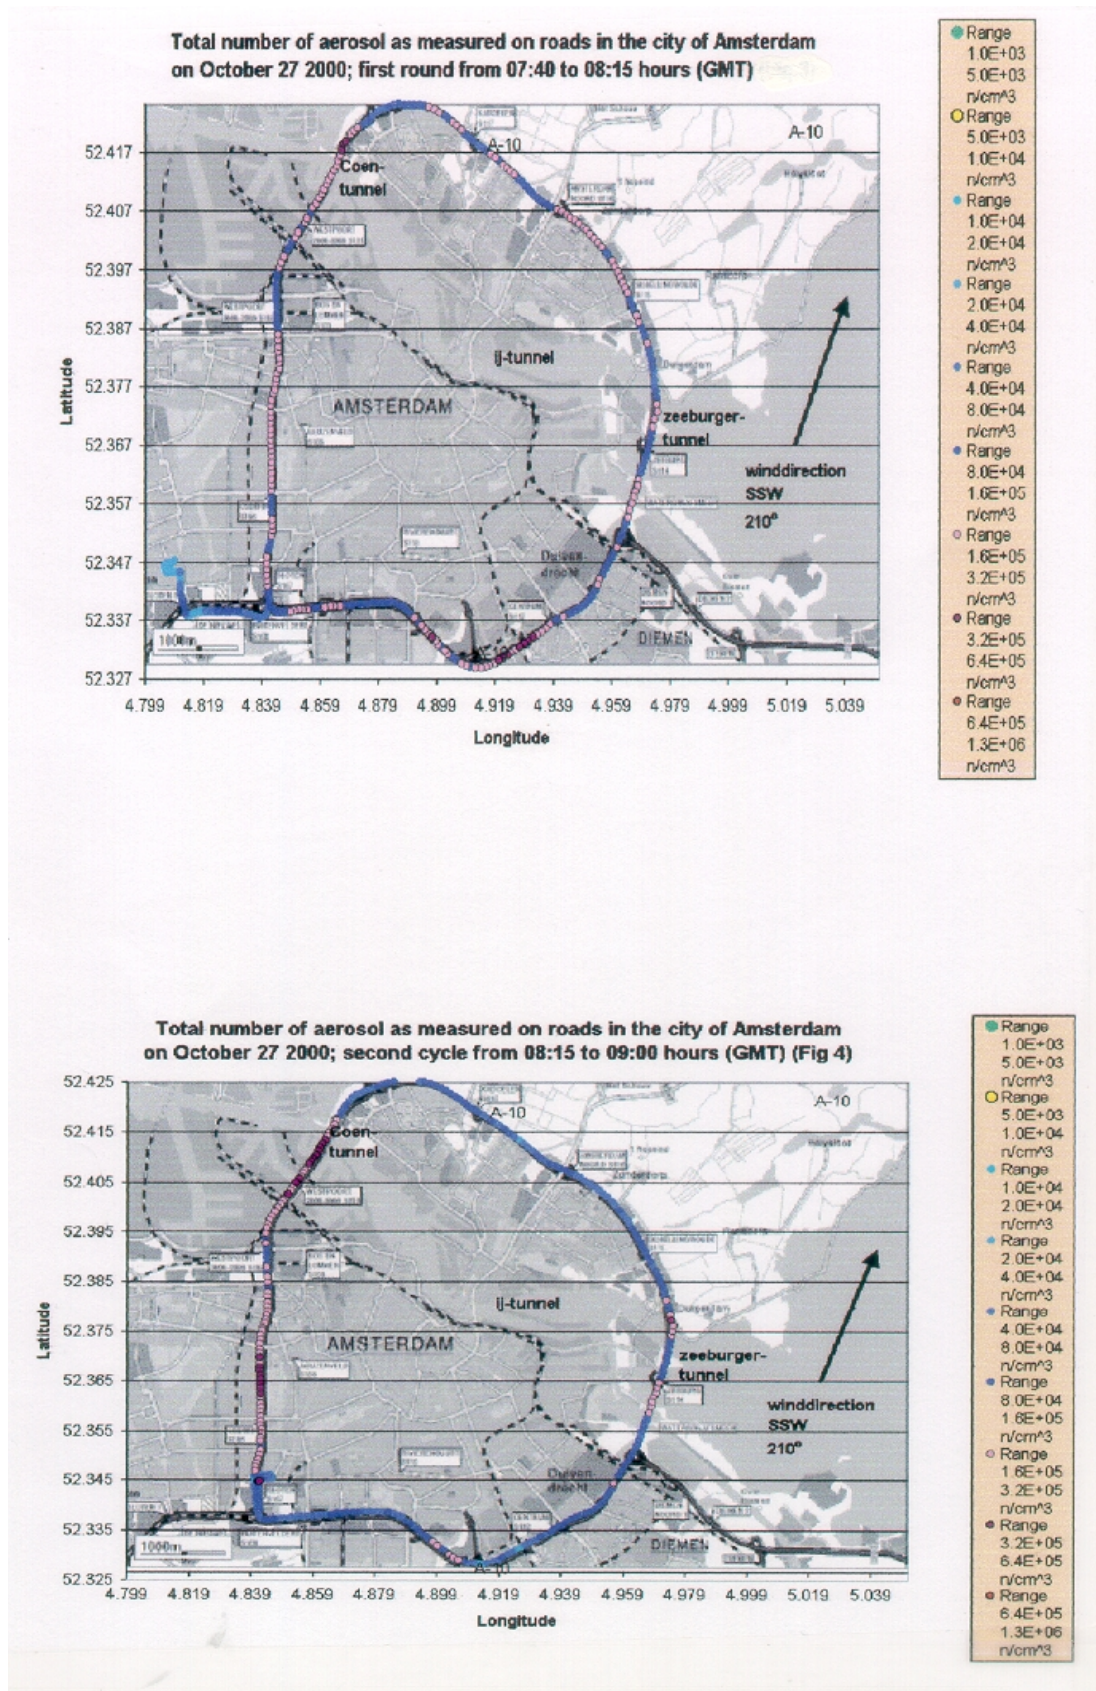 Total number of aerosol as measured on roads in the city of Amsterdam
on October 27 2000; first round from 07:40 to 08:15 hours (GMT)
52.417
52.407
52.397
52.387
52.377
52.367
52.357
52.347
52.337
52.327
Latitude
4.799 4.819 4.839 4.859 4.879 4.899 4.919 4.939 4.959 4.979 4.999 5.019 5.039
Longitude
A-10
A-10
Coen-
tunnel
ij-tunnel
AMSTERDAM
zeeburger-
tunnel
winddirection
SSW
210°
Duiven-
drecht
DIEMEN
1000m
Range
1.0E+03
5.0E+03
n/cm^3
Range
5.0E+03
1.0E+04
n/cm^3
Range
1.0E+04
2.0E+04
n/cm^3
Range
2.0E+04
4.0E+04
n/cm^3
Range
4.0E+04
8.0E+04
n/cm^3
Range
8.0E+04
1.6E+05
n/cm^3
Range
1.6E+05
3.2E+05
n/cm^3
Range
3.2E+05
6.4E+05
n/cm^3
Range
6.4E+05
1.3E+06
n/cm^3
Total number of aerosol as measured on roads in the city of Amsterdam
on October 27 2000; second cycle from 08:15 to 09:00 hours (GMT) (Fig 4)
52.425
52.415
52.405
52.395
52.385
52.375
52.365
52.355
52.345
52.335
52.325
Latitude
4.799 4.819 4.839 4.859 4.879 4.899 4.919 4.939 4.959 4.979 4.999 5.019 5.039
Longitude
A-10
A-10
Coen-
tunnel
ij-tunnel
AMSTERDAM
zeeburger-
tunnel
winddirection
SSW
210°
Duiven-
drecht
DIEMEN
1000m
A-10
Range
1.0E+03
5.0E+03
n/cm^3
Range
5.0E+03
1.0E+04
n/cm^3
Range
1.0E+04
2.0E+04
n/cm^3
Range
2.0E+04
4.0E+04
n/cm^3
Range
4.0E+04
8.0E+04
n/cm^3
Range
8.0E+04
1.6E+05
n/cm^3
Range
1.6E+05
3.2E+05
n/cm^3
Range
3.2E+05
6.4E+05
n/cm^3
Range
6.4E+05
1.3E+06
n/cm^3